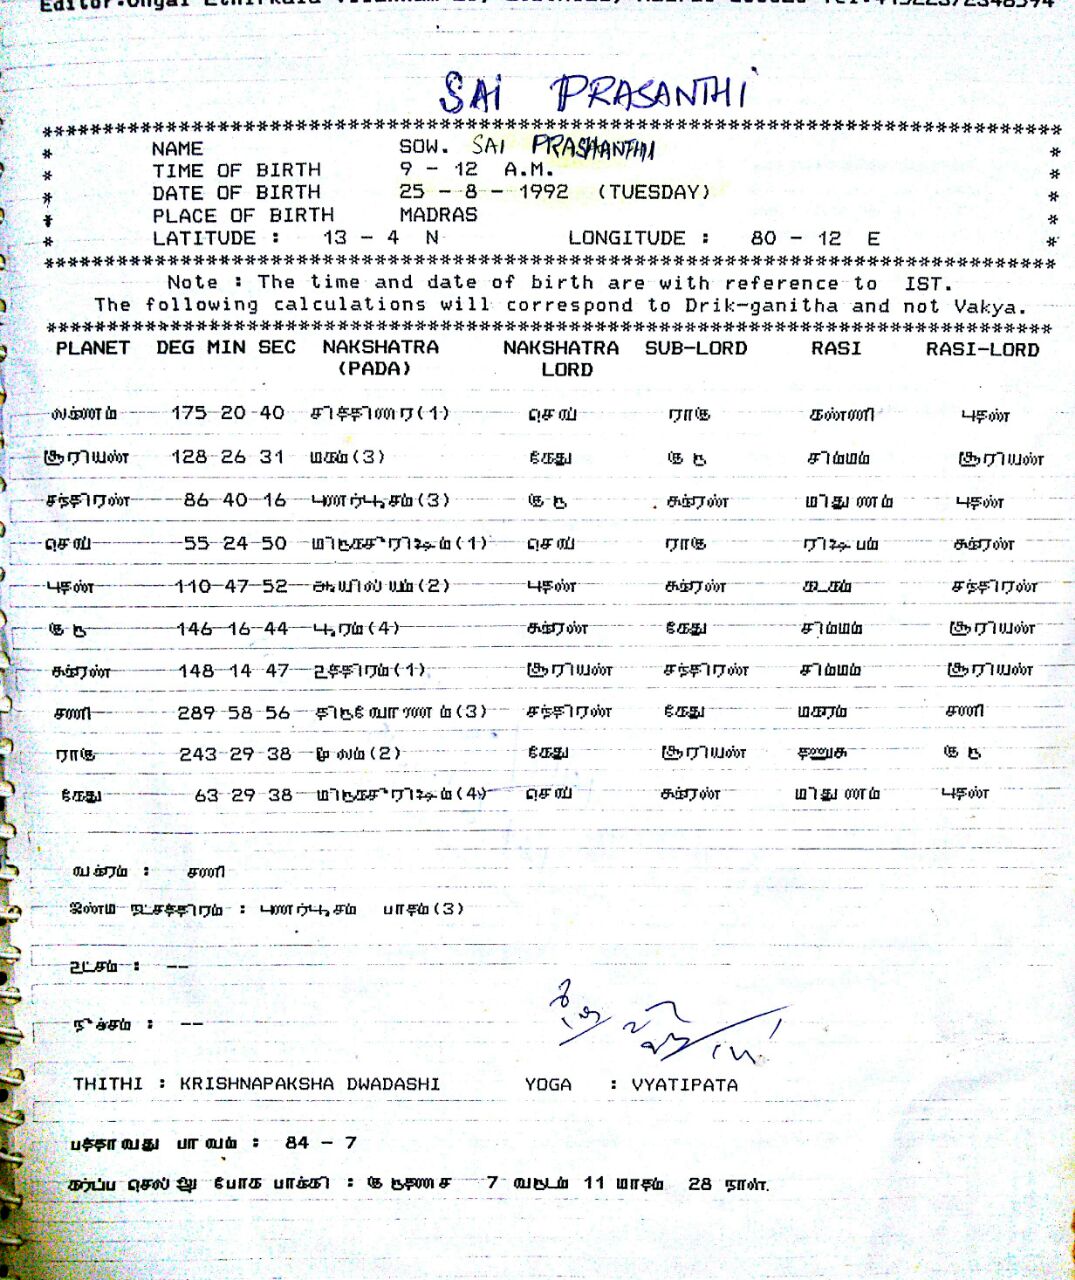 Editor:Ungal Ethirkala
SAI PRASANTHI
********************************************************************************
* NAME SOW. SAI PRASHANTHI *
* TIME OF BIRTH 9 - 12 A.M. *
* DATE OF BIRTH 25 - 8 - 1992 (TUESDAY) *
* PLACE OF BIRTH MADRAS *
* LATITUDE : 13 - 4 N LONGITUDE : 80 - 12 E *
********************************************************************************
Note : The time and date of birth are with reference to IST.
The following calculations will correspond to Drik-ganitha and not Vakya.
********************************************************************************
PLANET DEG MIN SEC NAKSHATRA NAKSHATRA SUB-LORD RASI RASI-LORD
(PADA) LORD
லக்னம் 175 20 40 சித்திரை(1) செவ் ராகு கன்னி புதன்
சூரியன் 128 26 31 மகம்(3) கேது குரு சிம்மம் சூரியன்
சந்திரன் 86 40 16 புனர்பூசம்(3) குரு சுக்ரன் மிதுனம் புதன்
செவ் 55 24 50 மிருகசீரிஷம்(1) செவ் ராகு ரிஷபம் சுக்ரன்
புதன் 110 47 52 ஆயில்யம்(2) புதன் சுக்ரன் கடகம் சந்திரன்
குரு 146 16 44 பூரம்(4) சுக்ரன் கேது சிம்மம் சூரியன்
சுக்ரன் 148 14 47 உத்திரம்(1) சூரியன் சந்திரன் சிம்மம் சூரியன்
சனி 289 58 56 திருவோணம்(3) சந்திரன் கேது மகரம் சனி
ராகு 243 29 38 மூலம்(2) கேது சூரியன் தனுசு குரு
கேது 63 29 38 மிருகசீரிஷம்(4) செவ் சுக்ரன் மிதுனம் புதன்
வக்ரம் : சனி
ஜன்ம நட்சத்திரம் : புனர்பூசம் பாதம்(3)
உட்சம் : --
நீச்சம் : --
THITHI : KRISHNAPAKSHA DWADASHI YOGA : VYATIPATA
பத்தாவது பாவம் : 84 - 7
கர்ப்ப செல்லு போக பாக்கி : குருதசை 7 வருடம் 11 மாதம் 28 நாள்.